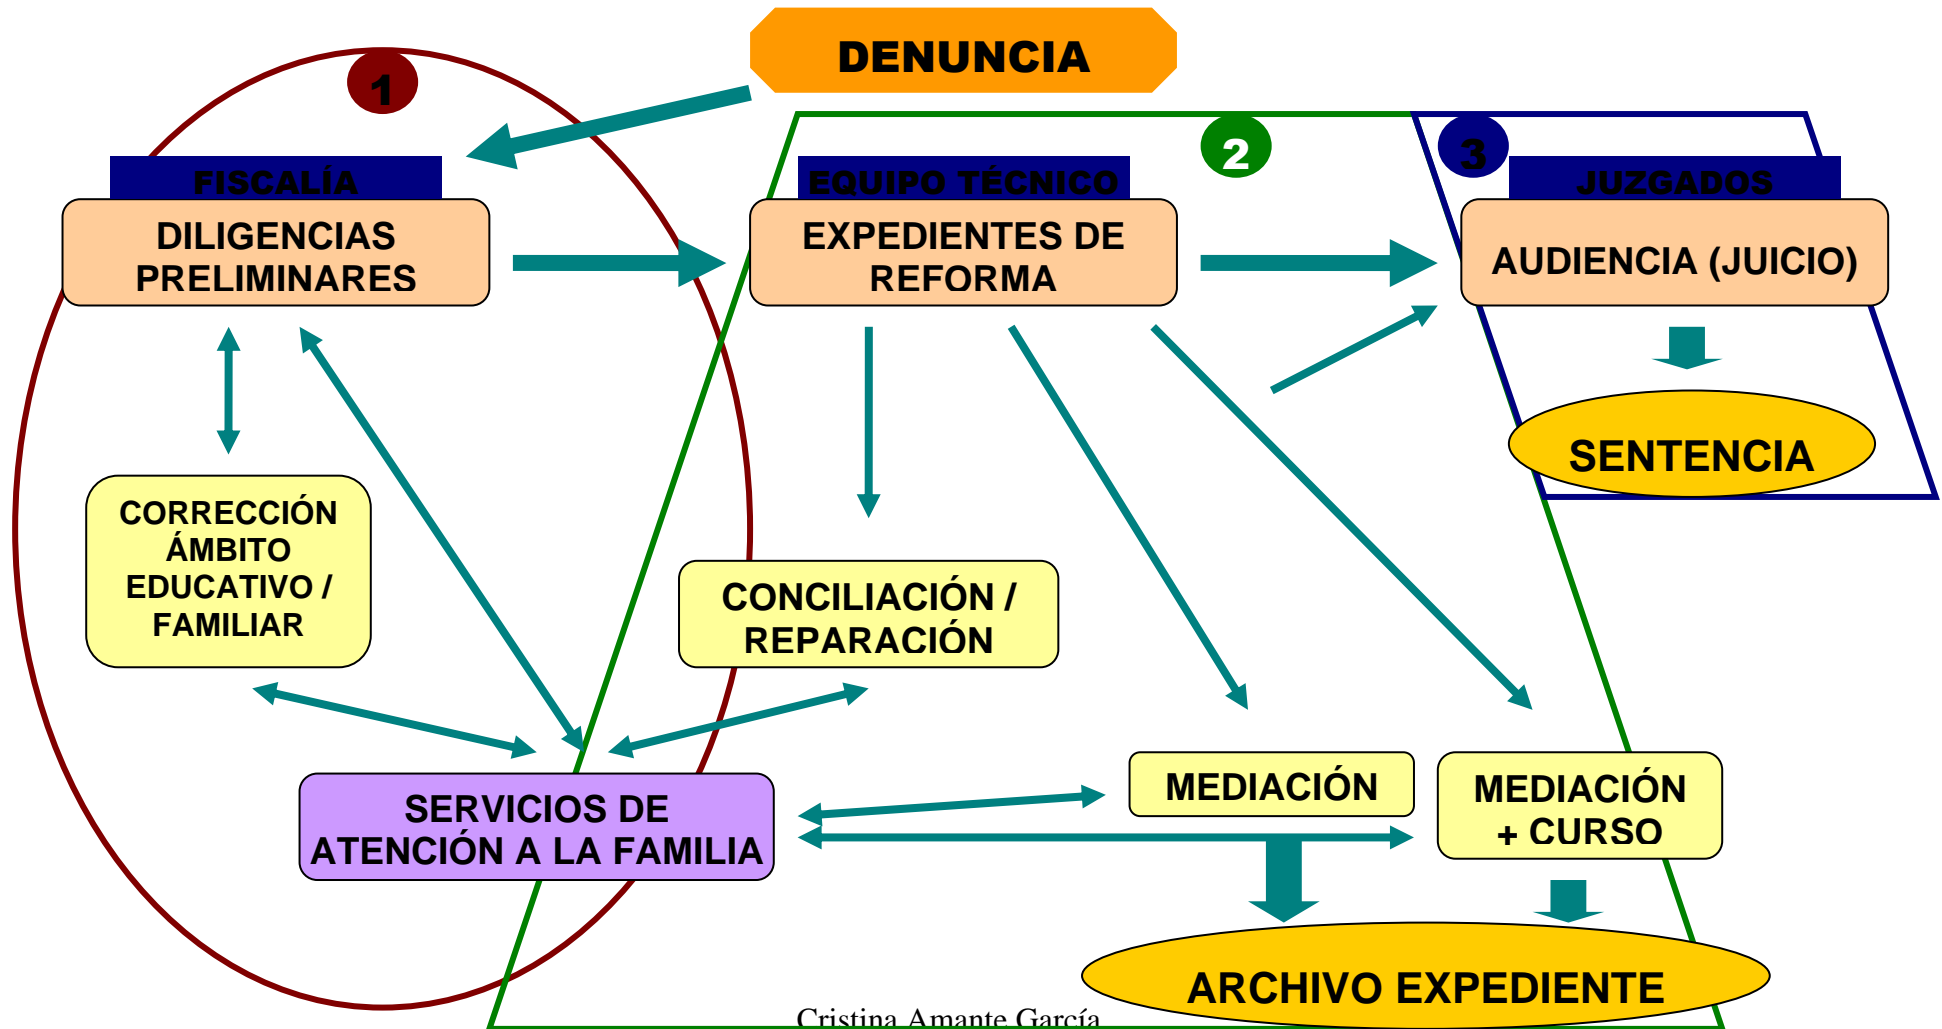 DENUNCIA
1
2
3
FISCALÍA
DILIGENCIAS
PRELIMINARES
EQUIPO TÉCNICO
EXPEDIENTES DE
REFORMA
JUZGADOS
AUDIENCIA (JUICIO)
SENTENCIA
CORRECCIÓN
ÁMBITO
EDUCATIVO /
FAMILIAR
CONCILIACIÓN /
REPARACIÓN
SERVICIOS DE
ATENCIÓN A LA FAMILIA
MEDIACIÓN
MEDIACIÓN
+ CURSO
ARCHIVO EXPEDIENTE
Cristina Amante García